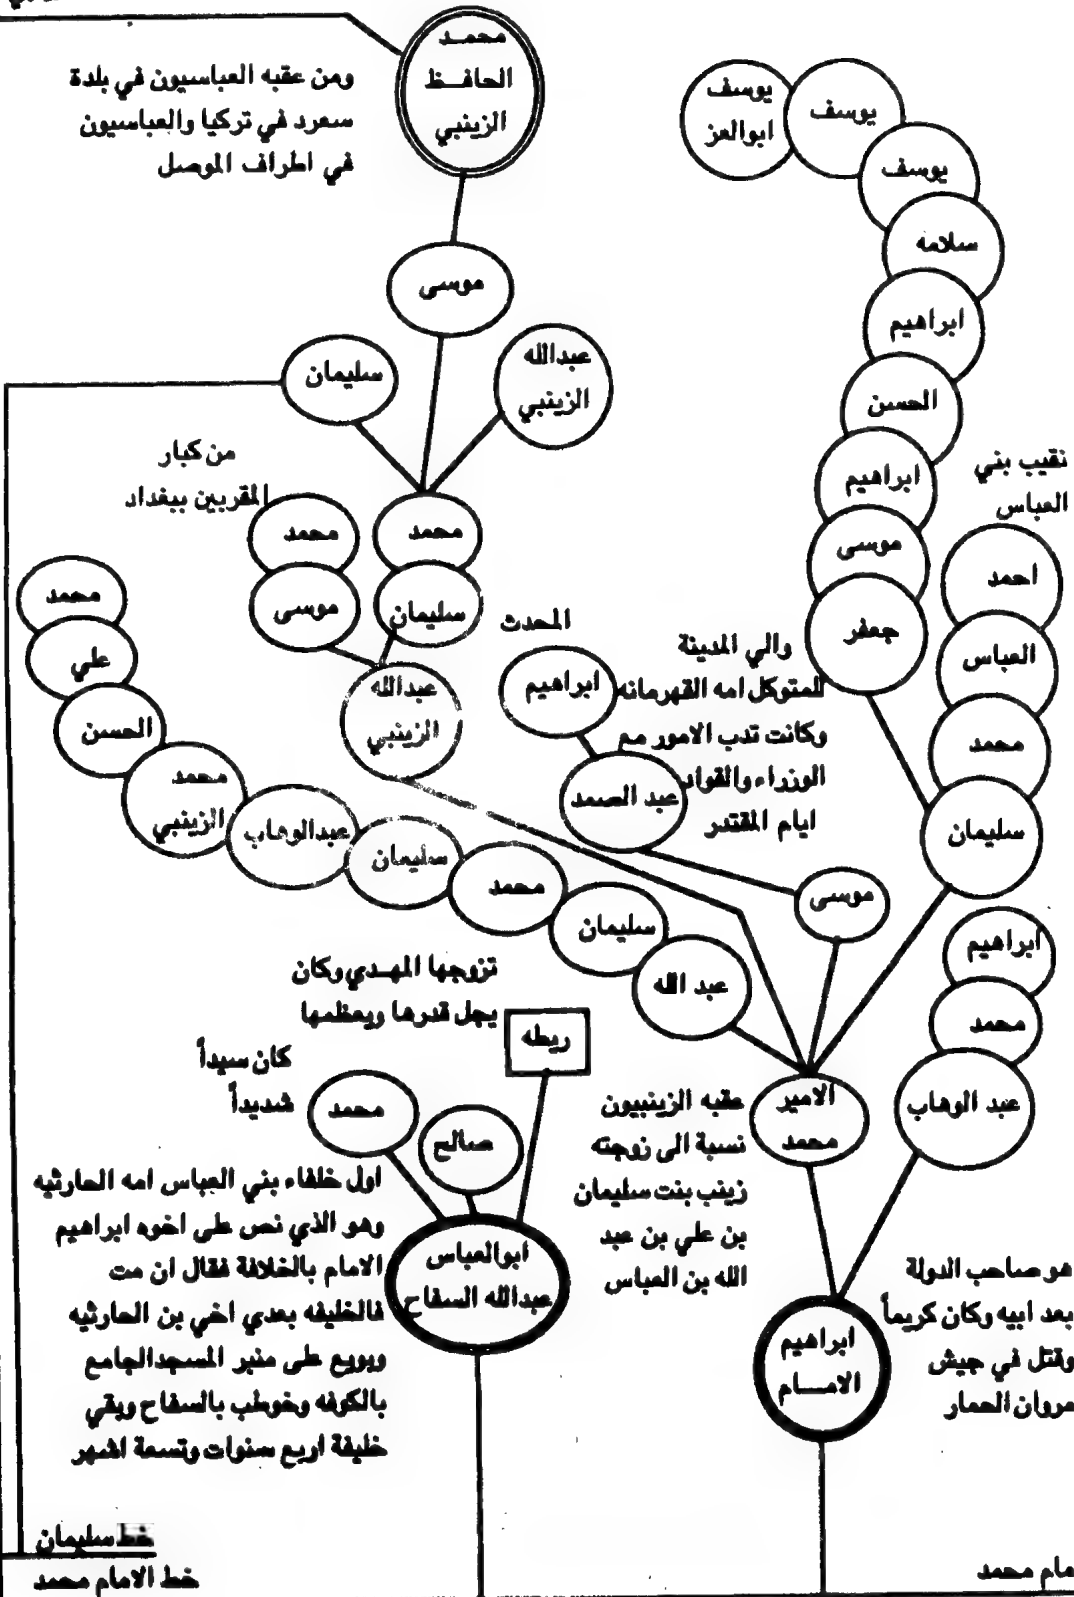 محمـد
الحافـظ
الزينبي
ومن عقبه العباسيون في بلدة
سعرد في تركيا والعباسيون
في اطراف الموصل
يوسف
ابوالعز
يوسف
يوسف
سلامه
ابراهيم
الحسن
ابراهيم
موسى
جعفر
نقيب بني
العباس
احمد
العباس
محمد
سليمان
موسى
سليمان
عبدالله
الزينبي
من كبار
المقربين ببغداد
محمد
موسى
محمد
سليمان
عبدالله
الزينبي
المحدث
ابراهيم
عبد الصمد
موسى
والي المدينة
للمتوكل امه القهرمانه
وكانت تدب الامور مع
الوزراء والقواد
ايام المقتدر
محمد
علي
الحسن
محمد
الزينبي
عبدالوهاب
سليمان
محمد
سليمان
عبد الله
ابراهيم
محمد
عبد الوهاب
الامير
محمد
عقبه الزينبيون
نسبة الى زوجته
زينب بنت سليمان
بن علي بن عبد
الله بن العباس
تزوجها المهدي وكان
يجل قدرها ويعظمها
ريطه
كان سيداً
شديداً
محمد
صالح
ابوالعباس
عبدالله السفاح
اول خلفاء بني العباس امه الحارثيه
وهو الذي نص على اخوه ابراهيم
الامام بالخلافة فقال ان مت
فالخليفه بعدي اخي بن الحارثيه
وبويع على منبر المسجدالجامع
بالكوفه وخوطب بالسفاح وبقي
خليفة اربع سنوات وتسعة اشهر
ابراهيم
الامـــام
هو صاحب الدولة
بعد ابيه وكان كريماً
وقتل في جيش
مروان الحمار
خط سليمان
خط الامام محمد
مام محمد